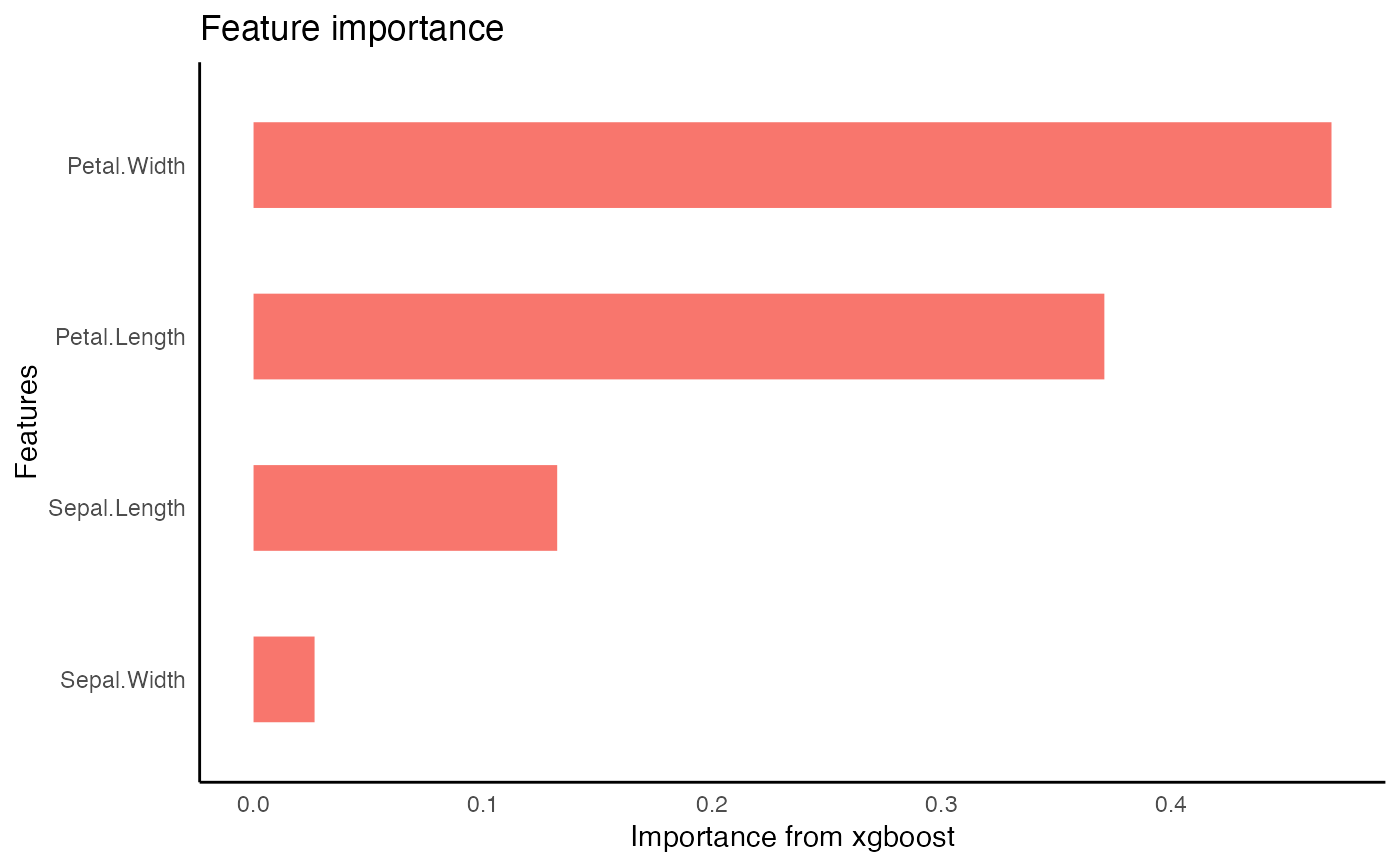 Feature importance
Petal.Width
Petal.Length
Sepal.Length
Sepal.Width
Features
0.0 0.1 0.2 0.3 0.4
Importance from xgboost